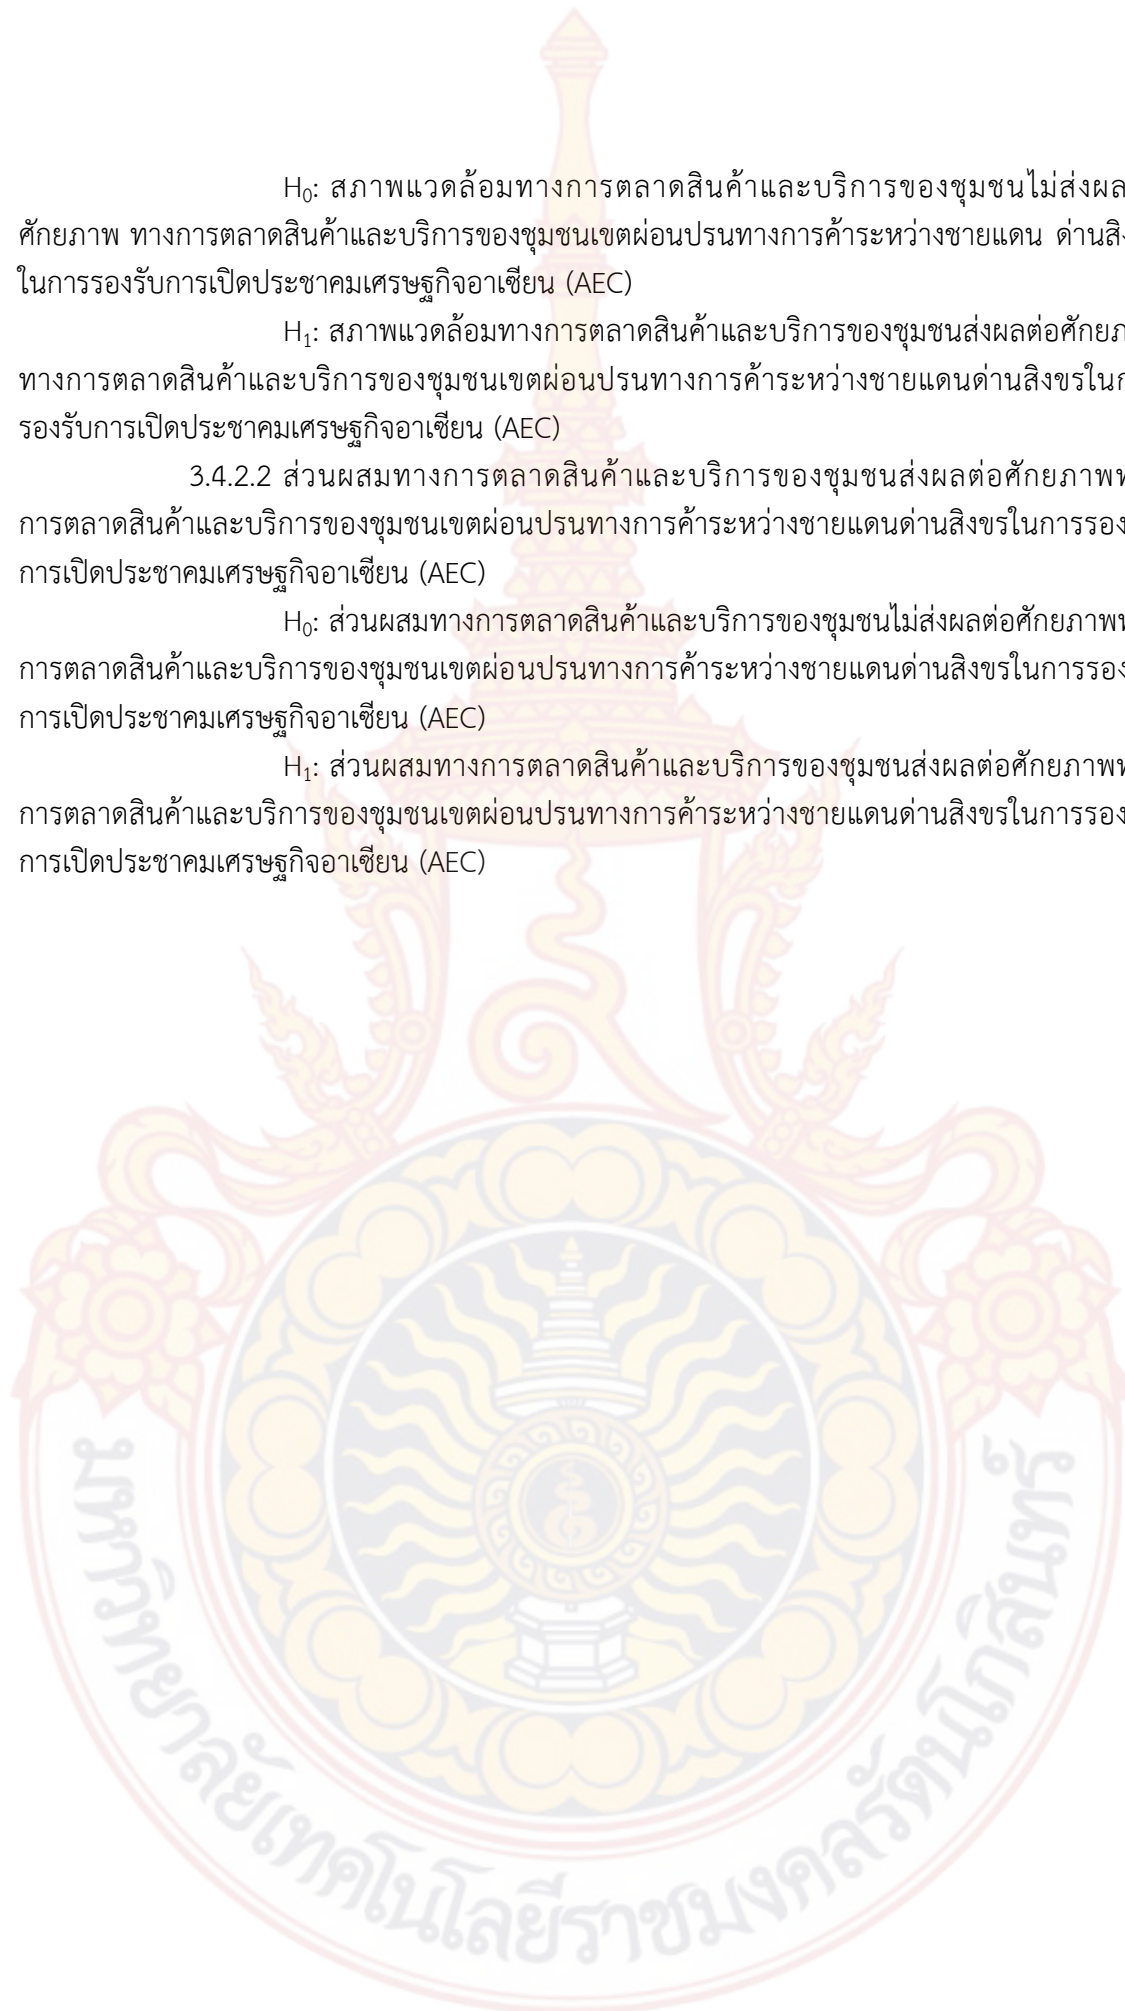 H₀: สภาพแวดล้อมทางการตลาดสินค้าและบริการของชุมชนไม่ส่งผล
ศักยภาพ ทางการตลาดสินค้าและบริการของชุมชนเขตผ่อนปรนทางการค้าระหว่างชายแดน ด่านสิ
ในการรองรับการเปิดประชาคมเศรษฐกิจอาเซียน (AEC)
H₁: สภาพแวดล้อมทางการตลาดสินค้าและบริการของชุมชนส่งผลต่อศักยภ
ทางการตลาดสินค้าและบริการของชุมชนเขตผ่อนปรนทางการค้าระหว่างชายแดนด่านสิงขรใน
รองรับการเปิดประชาคมเศรษฐกิจอาเซียน (AEC)
3.4.2.2 ส่วนผสมทางการตลาดสินค้าและบริการของชุมชนส่งผลต่อศักยภาพ
การตลาดสินค้าและบริการของชุมชนเขตผ่อนปรนทางการค้าระหว่างชายแดนด่านสิงขรในการรอง
การเปิดประชาคมเศรษฐกิจอาเซียน (AEC)
H₀: ส่วนผสมทางการตลาดสินค้าและบริการของชุมชนไม่ส่งผลต่อศักยภาพ
การตลาดสินค้าและบริการของชุมชนเขตผ่อนปรนทางการค้าระหว่างชายแดนด่านสิงขรในการรอง
การเปิดประชาคมเศรษฐกิจอาเซียน (AEC)
H₁: ส่วนผสมทางการตลาดสินค้าและบริการของชุมชนส่งผลต่อศักยภาพ
การตลาดสินค้าและบริการของชุมชนเขตผ่อนปรนทางการค้าระหว่างชายแดนด่านสิงขรในการรอง
การเปิดประชาคมเศรษฐกิจอาเซียน (AEC)
มหาวิทยาลัยเทคโนโลยีราชมงคลรัตนโกสินทร์